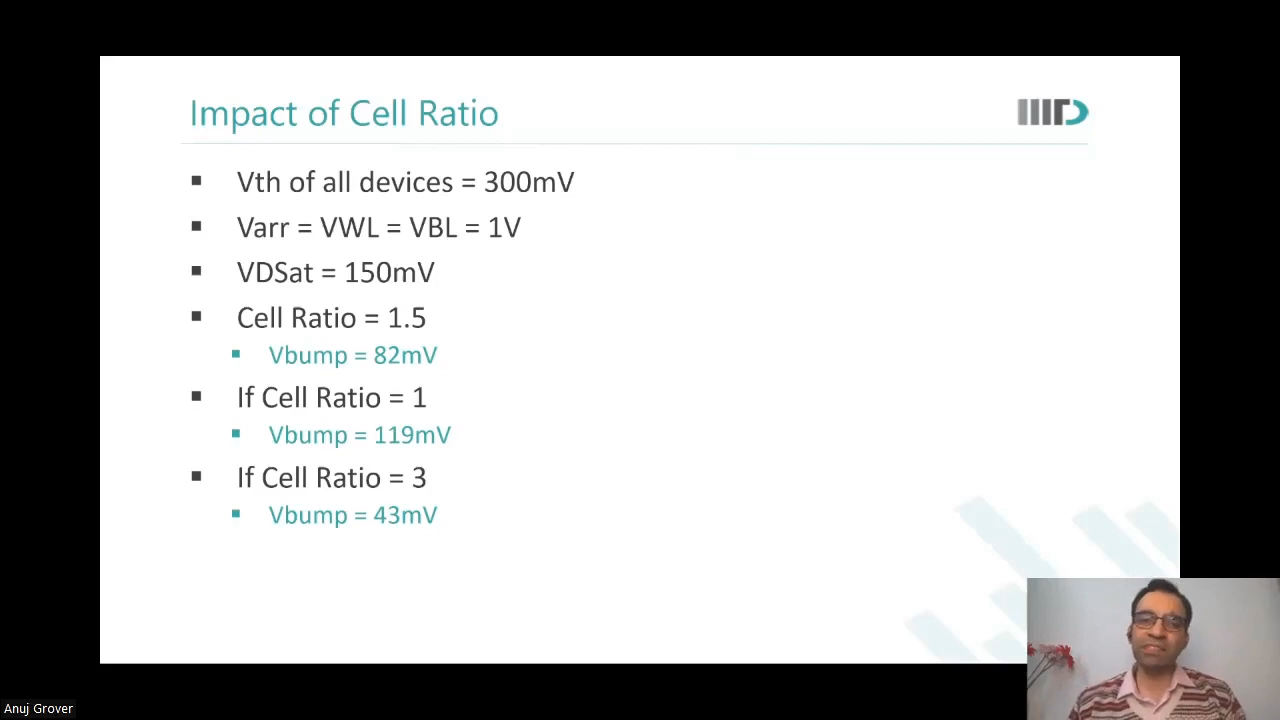 Impact of Cell Ratio
IIITD
Vth of all devices = 300mV
Varr = VWL = VBL = 1V
VDSat = 150mV
Cell Ratio = 1.5
Vbump = 82mV
If Cell Ratio = 1
Vbump = 119mV
If Cell Ratio = 3
Vbump = 43mV
Anuj Grover